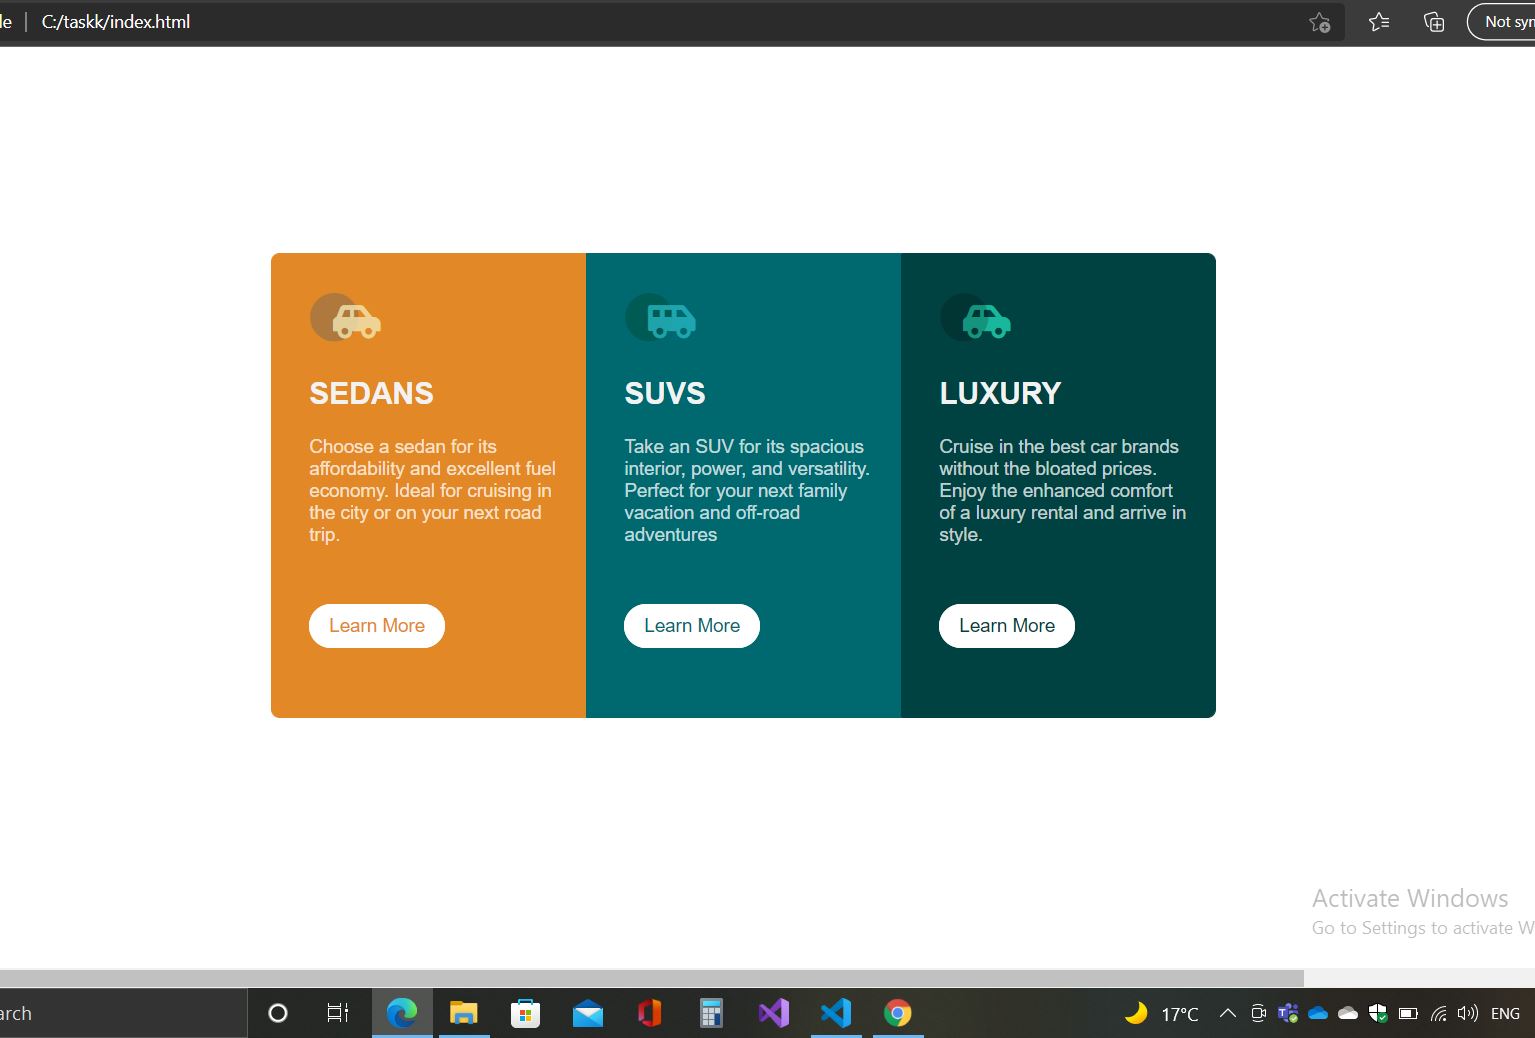 le
C:/taskk/index.html
Not syn
SEDANS
Choose a sedan for its
affordability and excellent fuel
economy. Ideal for cruising in
the city or on your next road
trip.
Learn More
SUVS
Take an SUV for its spacious
interior, power, and versatility.
Perfect for your next family
vacation and off-road
adventures
Learn More
LUXURY
Cruise in the best car brands
without the bloated prices.
Enjoy the enhanced comfort
of a luxury rental and arrive in
style.
Learn More
Activate Windows
Go to Settings to activate W
arch
17°C
ENG